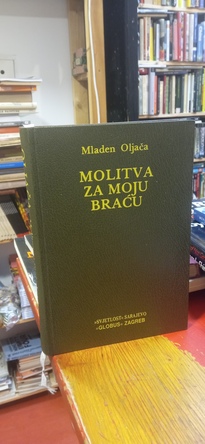 Mladen Oljača
MOLITVA
ZA MOJU
BRAĆU
»SVJETLOST« SARAJEVO
»GLOBUS« ZAGREB